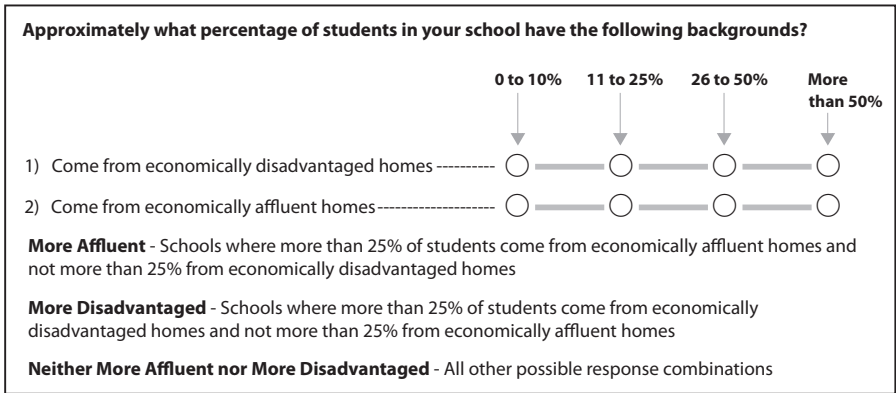 Approximately what percentage of students in your school have the following backgrounds?
0 to 10% 11 to 25% 26 to 50% More
than 50%
1) Come from economically disadvantaged homes ----------
2) Come from economically affluent homes--------------------
More Affluent - Schools where more than 25% of students come from economically affluent homes and
not more than 25% from economically disadvantaged homes
More Disadvantaged - Schools where more than 25% of students come from economically
disadvantaged homes and not more than 25% from economically affluent homes
Neither More Affluent nor More Disadvantaged - All other possible response combinations